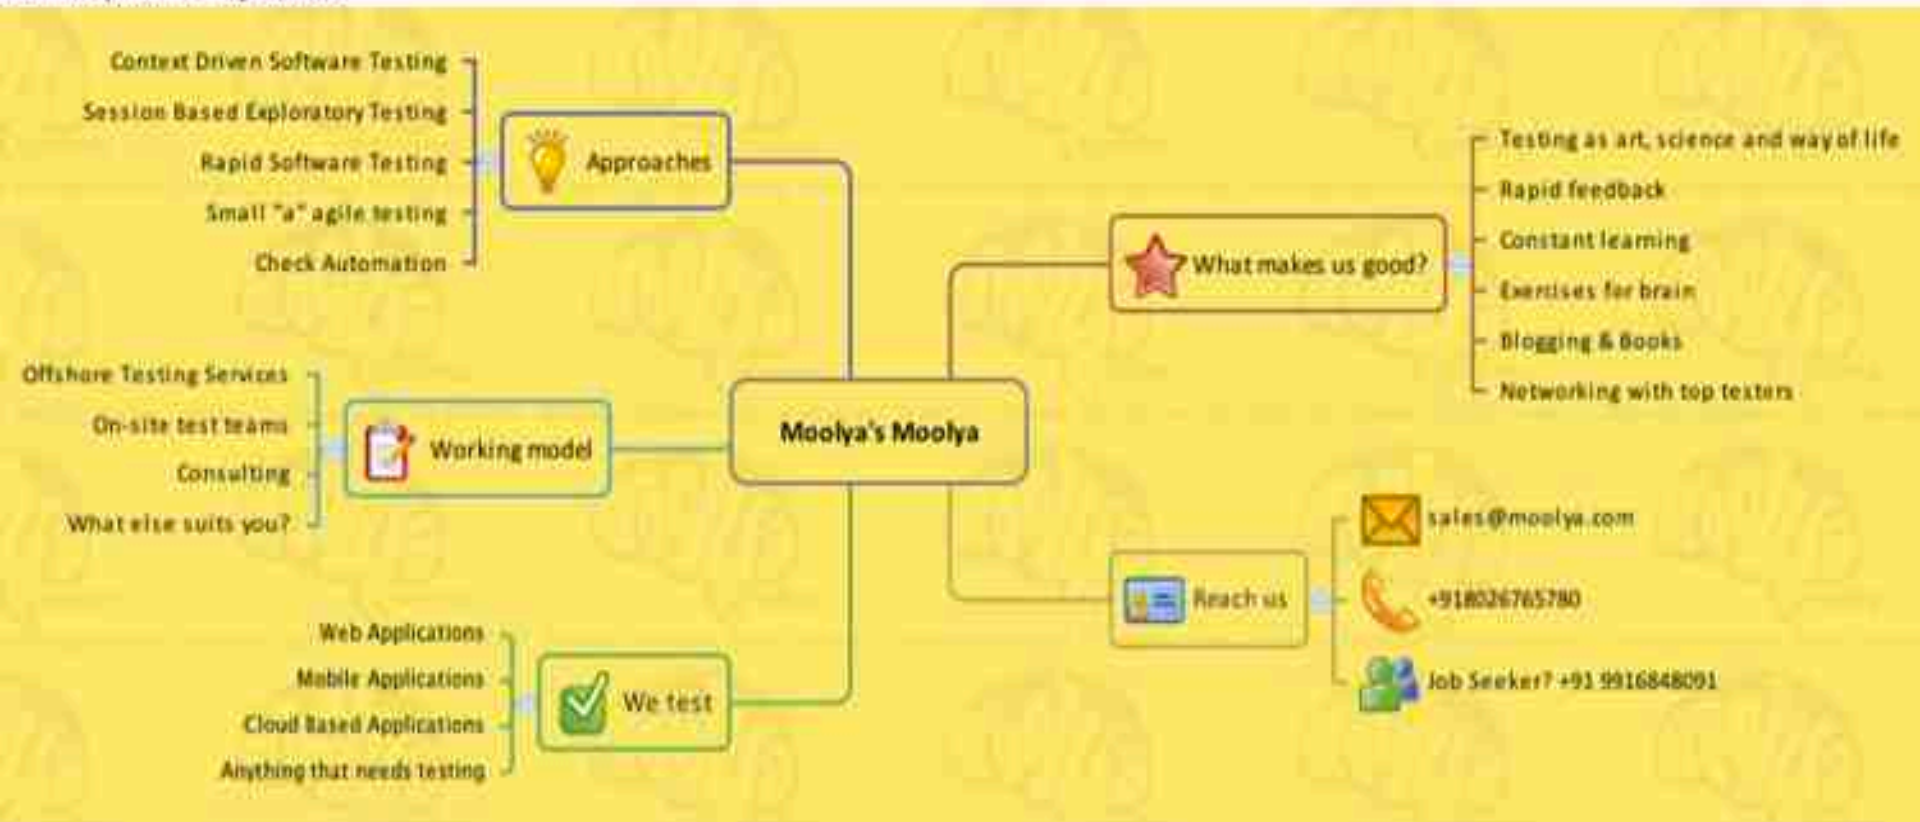 Context Driven Software Testing
Session Based Exploratory Testing
Rapid Software Testing
Small "a" agile testing
Check Automation
Approaches
Offshore Testing Services
On-site test teams
Consulting
What else suits you?
Working model
Web Applications
Mobile Applications
Cloud Based Applications
Anything that needs testing
We test
Moolya's Moolya
What makes us good?
Testing as art, science and way of life
Rapid feedback
Constant learning
Exercises for brain
Blogging & Books
Networking with top testers
Reach us
sales@moolya.com
+918026765780
Job Seeker? +91 9916848091